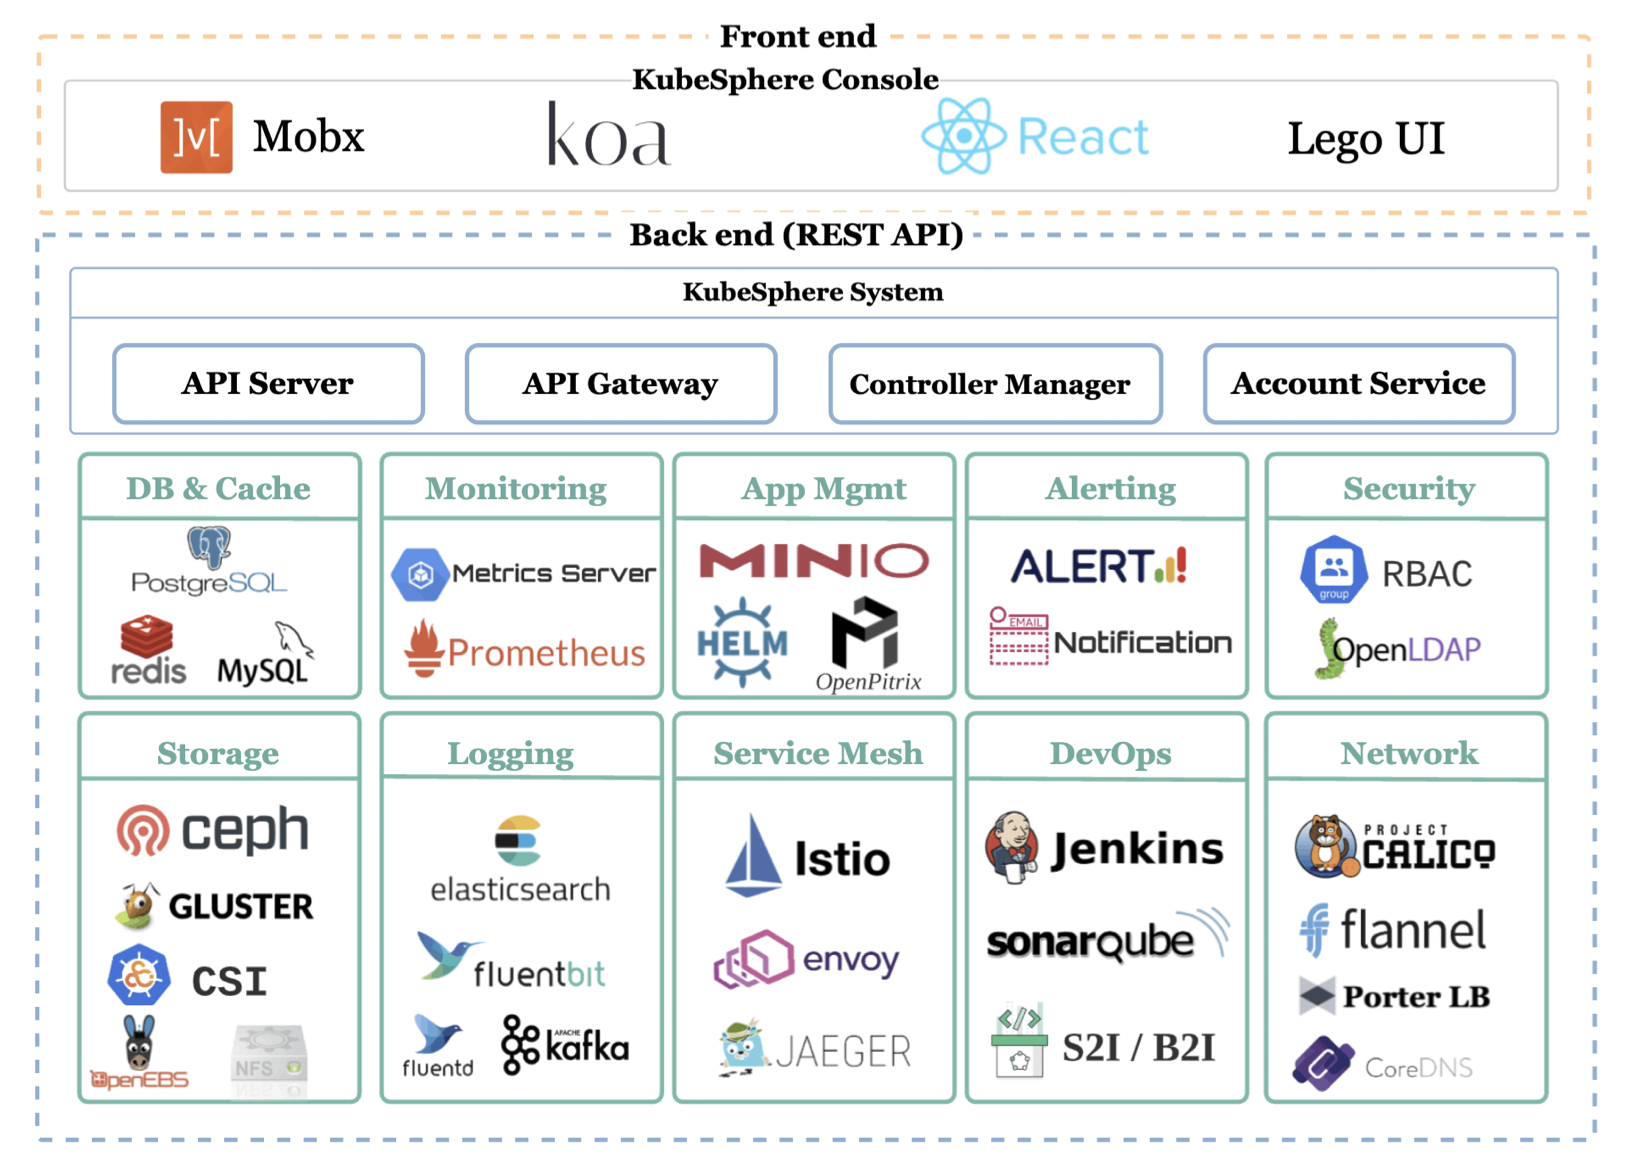 Front end
KubeSphere Console
]v[ Mobx
koa
React
Lego UI
Back end (REST API)
KubeSphere System
API Server
API Gateway
Controller Manager
Account Service
DB & Cache
PostgreSQL
redis
MySQL
Monitoring
Metrics Server
Prometheus
App Mgmt
MINIO
HELM
OpenPitrix
Alerting
ALERT
EMAIL
Notification
Security
group
RBAC
OpenLDAP
Storage
ceph
GLUSTER
CSI
OpenEBS
NFS
Logging
elasticsearch
fluentbit
fluentd
APACHE
kafka
Service Mesh
Istio
envoy
JAEGER
DevOps
Jenkins
sonarqube
</>
S2I / B2I
Network
PROJECT
CALICO
flannel
Porter LB
CoreDNS